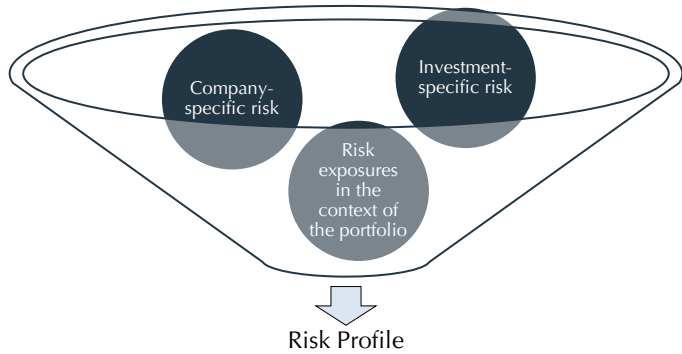 Company-
specific risk
Investment-
specific risk
Risk
exposures
in the
context of
the portfolio
Risk Profile